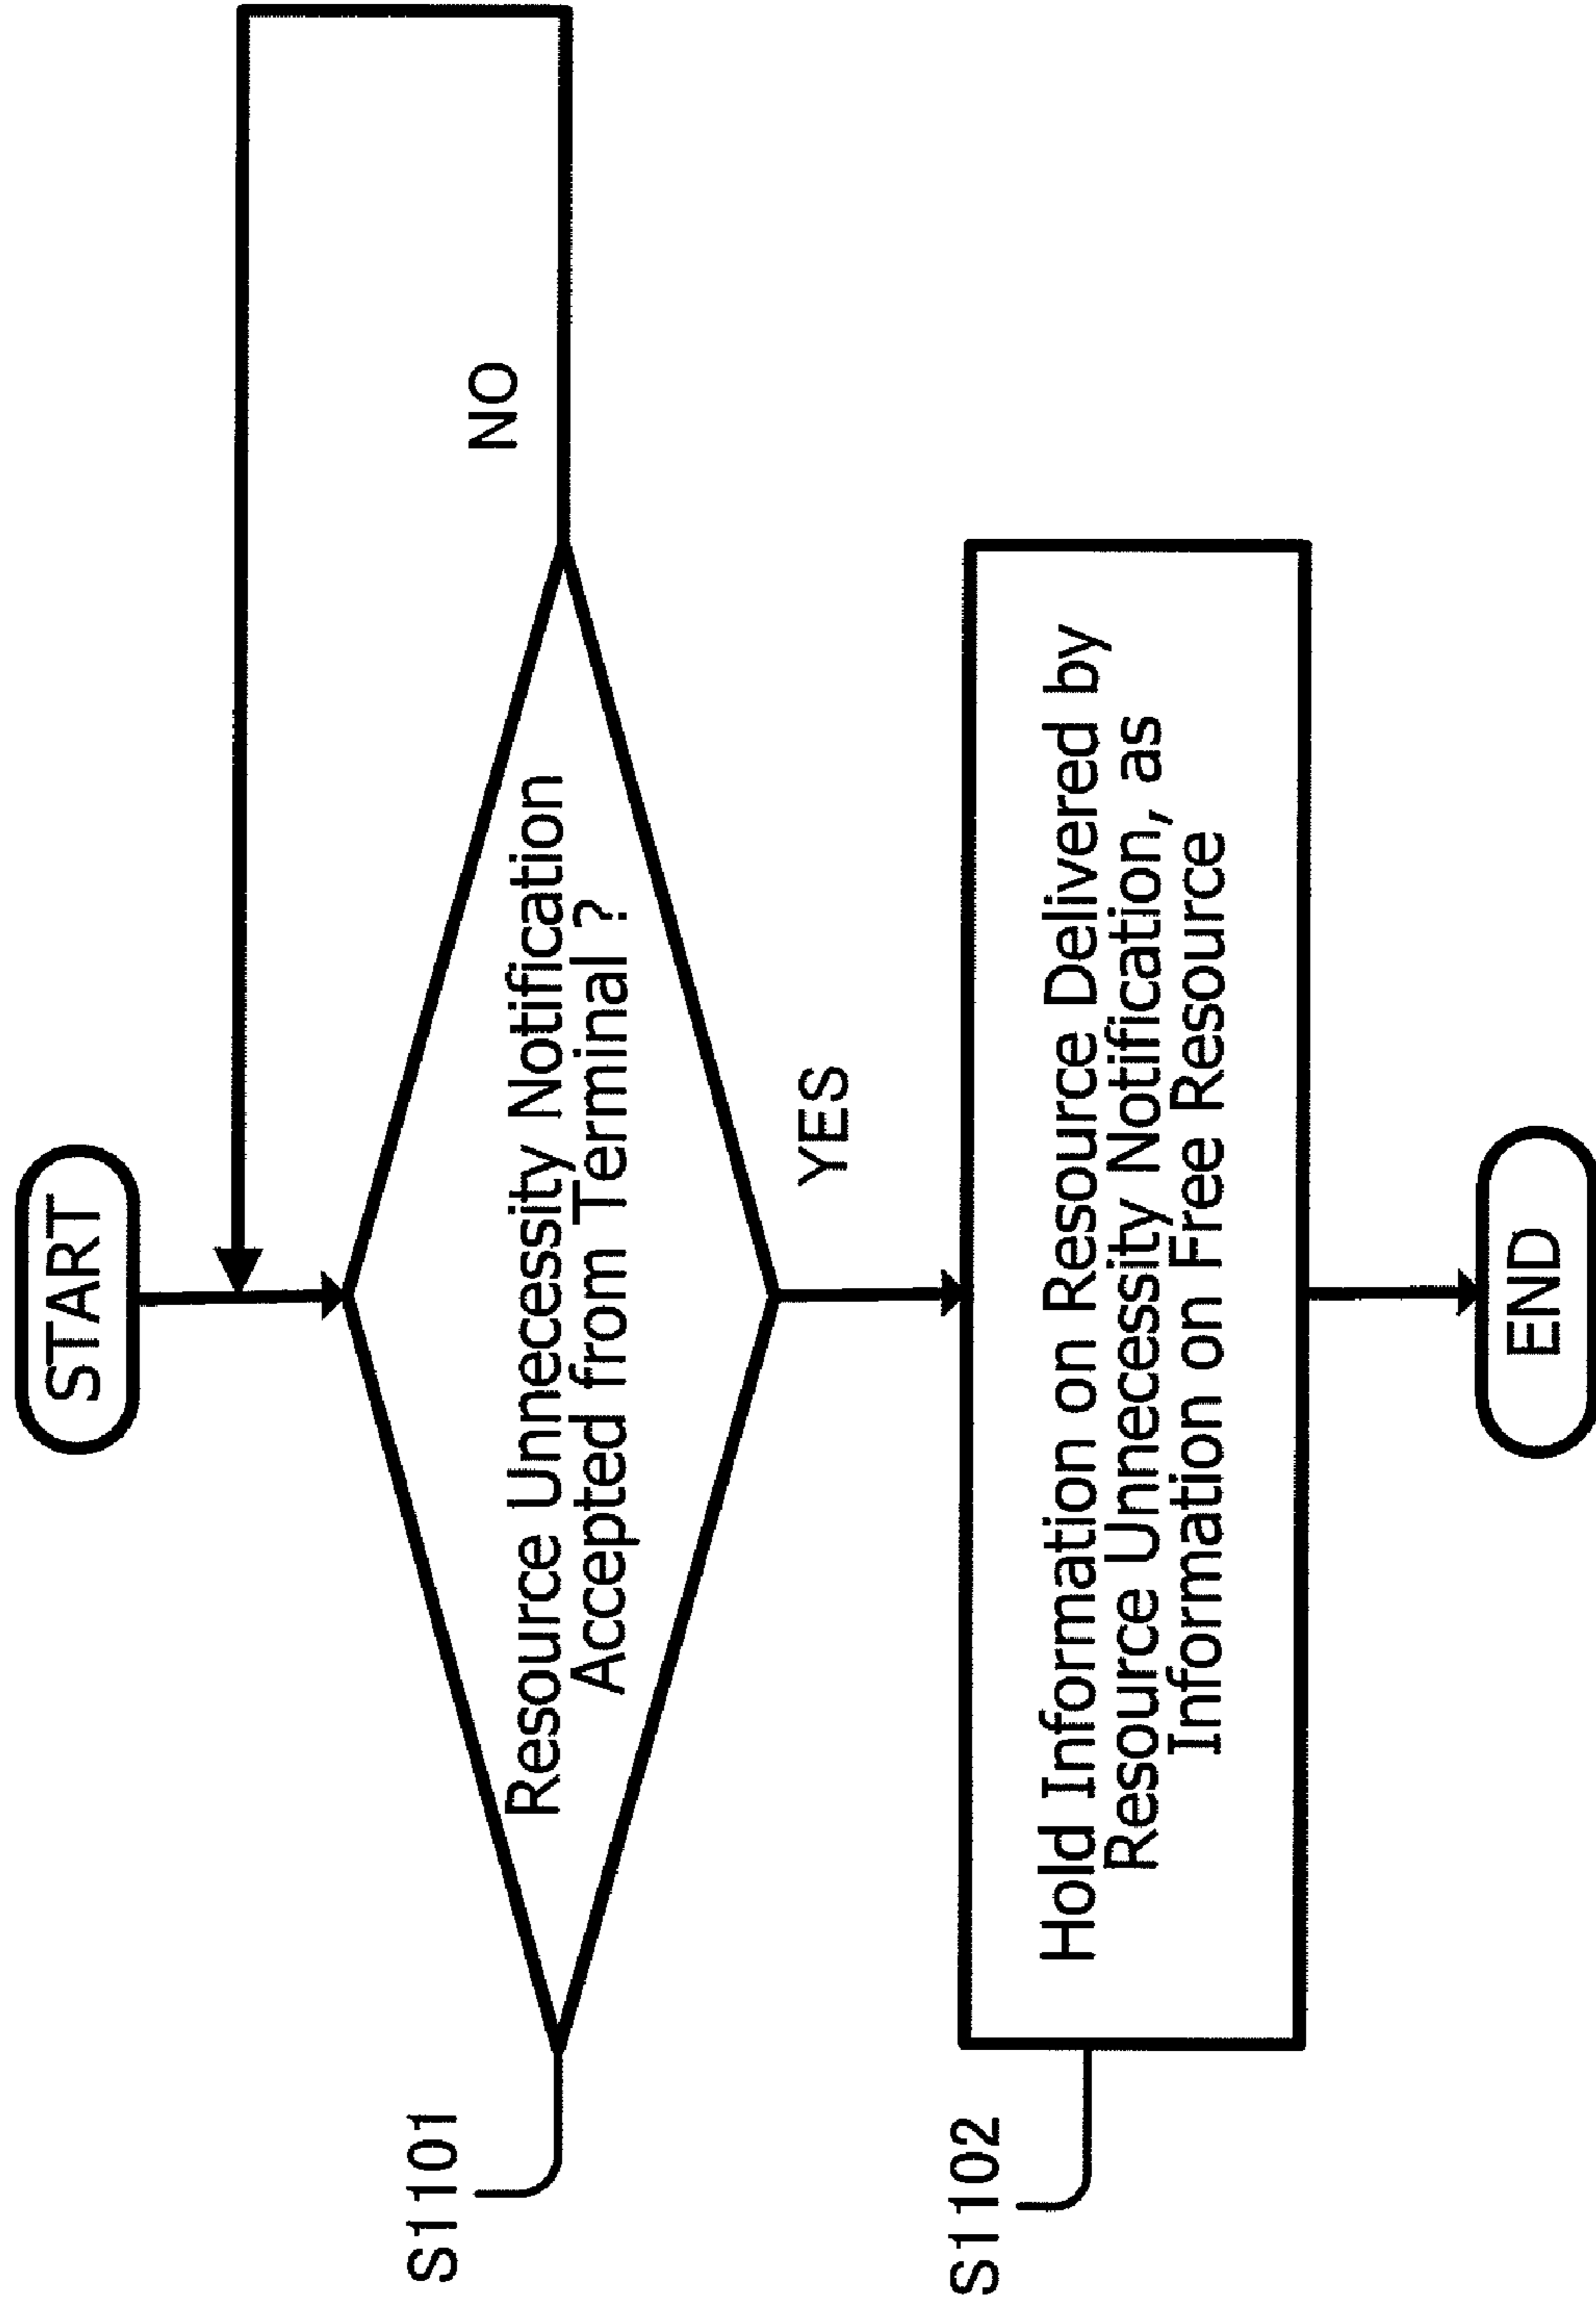 START
S1101
Resource Unnecessity Notification
Accepted from Terminal ?
NO
YES
S1102
Hold Information on Resource Delivered by
Resource Unnecessity Notification, as
Information on Free Resource
END